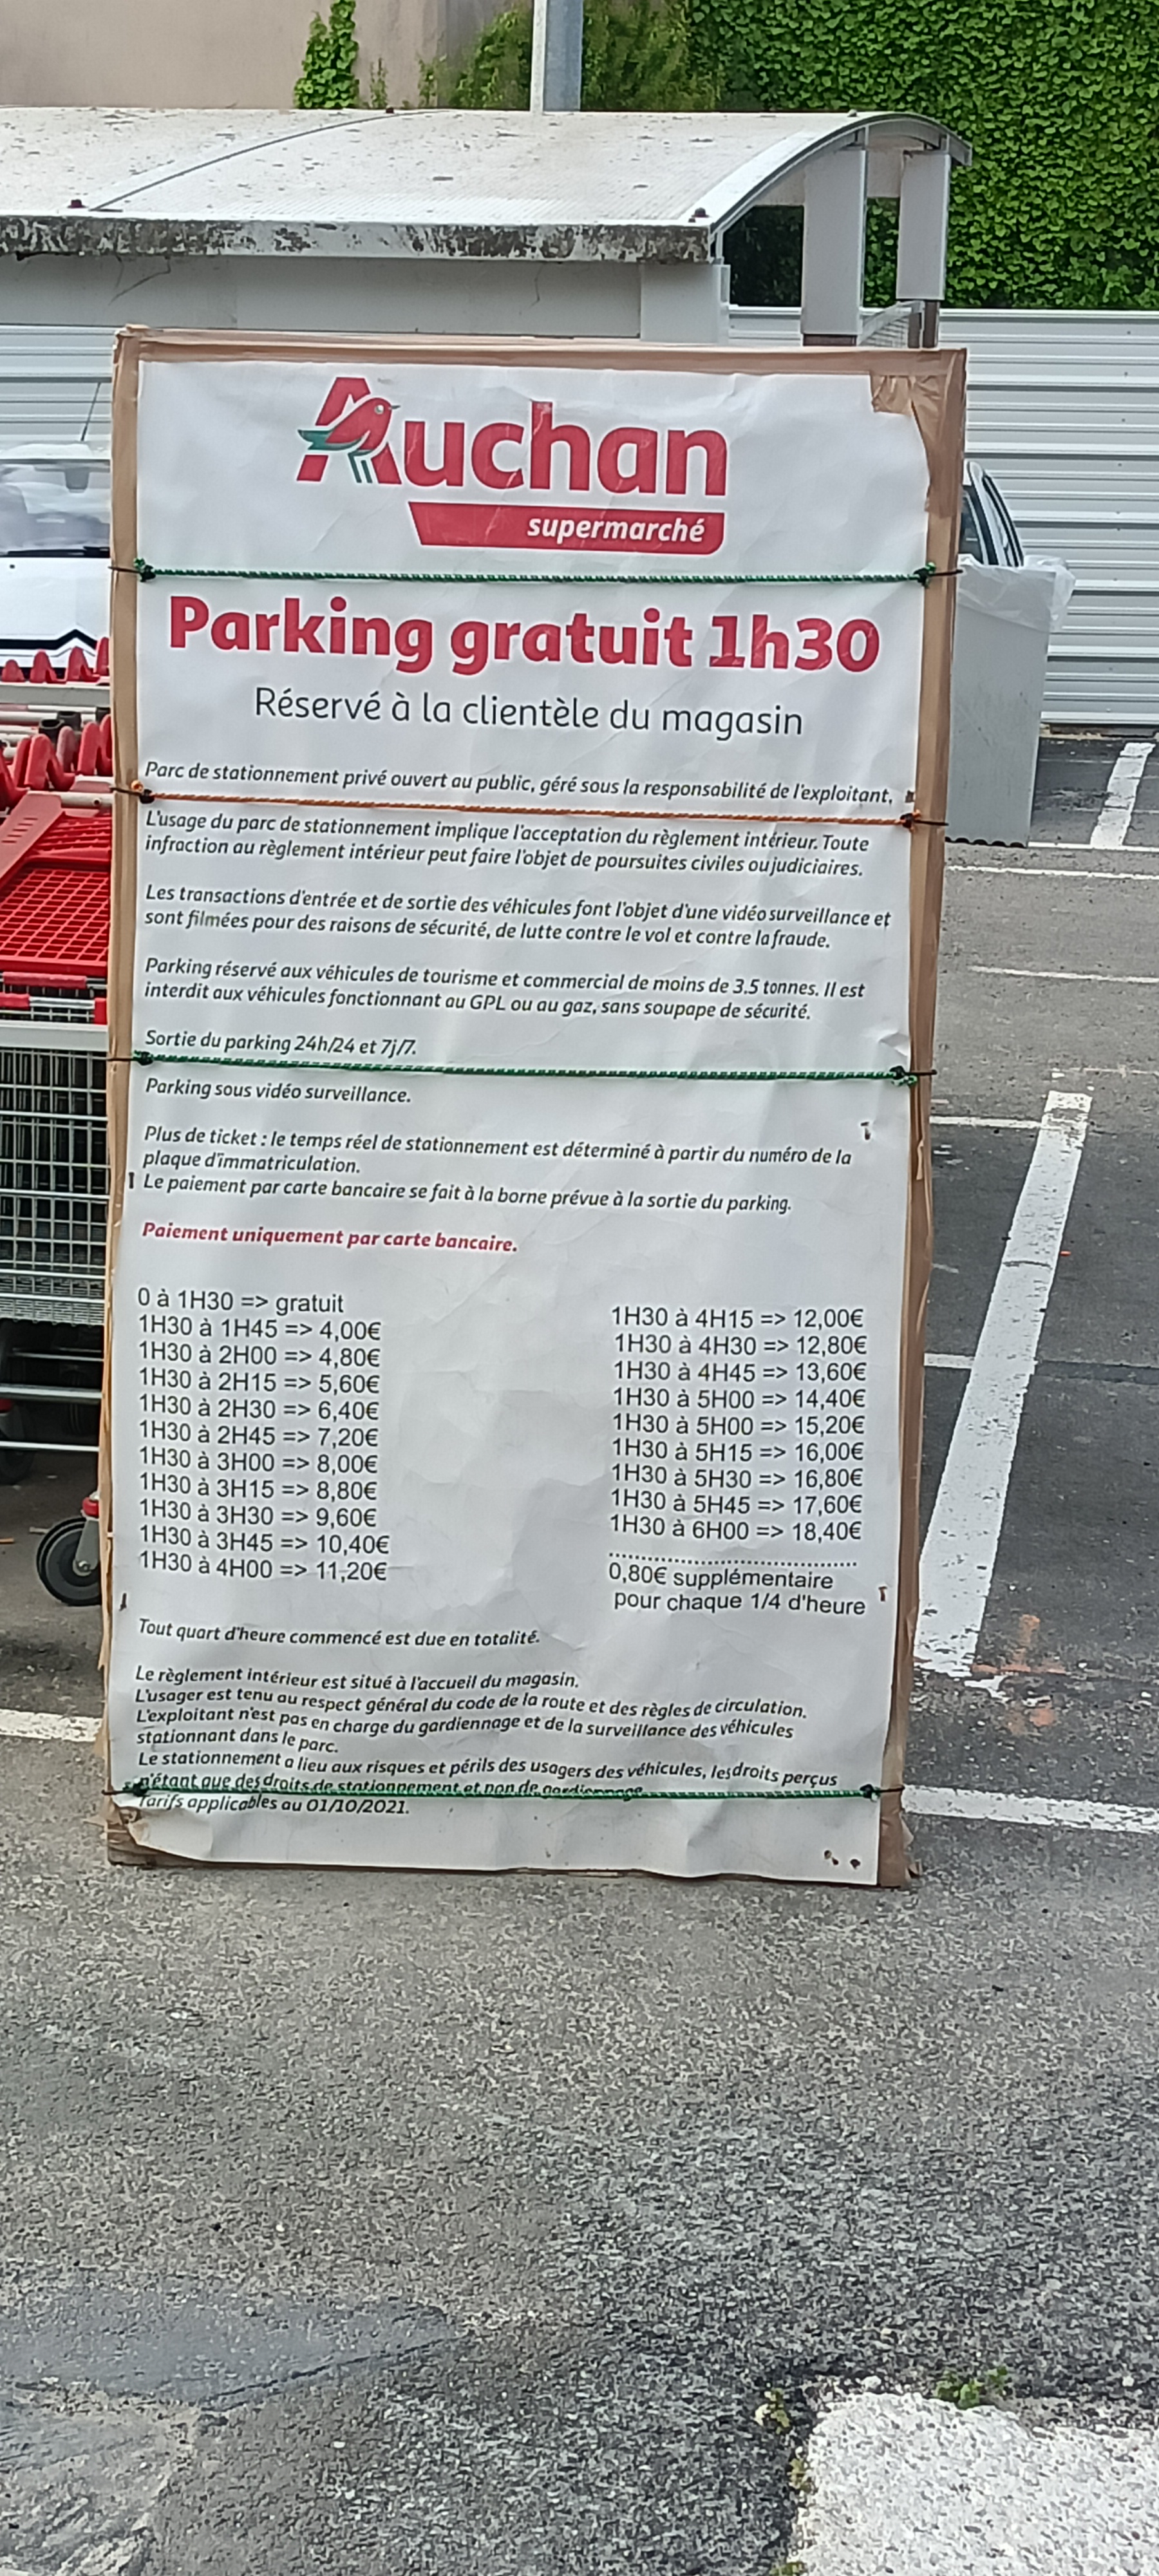 Auchan
supermarché
Parking gratuit 1h30
Réservé à la clientèle du magasin
Parc de stationnement privé ouvert au public, géré sous la responsabilité de l'exploitant,
L'usage du parc de stationnement implique l'acceptation du règlement intérieur. Toute
infraction au règlement intérieur peut faire l'objet de poursuites civiles ou judiciaires.
Les transactions d'entrée et de sortie des véhicules font l'objet d'une vidéo surveillance et
sont filmées pour des raisons de sécurité, de lutte contre le vol et contre la fraude.
Parking réservé aux véhicules de tourisme et commercial de moins de 3.5 tonnes. Il est
interdit aux véhicules fonctionnant au GPL ou au gaz, sans soupape de sécurité.
Sortie du parking 24h/24 et 7j/7.
Parking sous vidéo surveillance.
Plus de ticket : le temps réel de stationnement est déterminé à partir du numéro de la
plaque d'immatriculation.
Le paiement par carte bancaire se fait à la borne prévue à la sortie du parking.
Paiement uniquement par carte bancaire.
0 à 1H30 => gratuit
1H30 à 1H45 => 4,00€
1H30 à 2H00 => 4,80€
1H30 à 2H15 => 5,60€
1H30 à 2H30 => 6,40€
1H30 à 2H45 => 7,20€
1H30 à 3H00 => 8,00€
1H30 à 3H15 => 8,80€
1H30 à 3H30 => 9,60€
1H30 à 3H45 => 10,40€
1H30 à 4H00 => 11,20€
1H30 à 4H15 => 12,00€
1H30 à 4H30 => 12,80€
1H30 à 4H45 => 13,60€
1H30 à 5H00 => 14,40€
1H30 à 5H00 => 15,20€
1H30 à 5H15 => 16,00€
1H30 à 5H30 => 16,80€
1H30 à 5H45 => 17,60€
1H30 à 6H00 => 18,40€
0,80€ supplémentaire
pour chaque 1/4 d'heure
Tout quart d'heure commencé est due en totalité.
Le règlement intérieur est situé à l'accueil du magasin.
L'usager est tenu au respect général du code de la route et des règles de circulation.
L'exploitant n'est pas en charge du gardiennage et de la surveillance des véhicules
stationnant dans le parc.
Le stationnement a lieu aux risques et périls des usagers des véhicules, les droits perçus
n'étant que des droits de stationnement et non de gardiennage
Tarifs applicables au 01/10/2021.